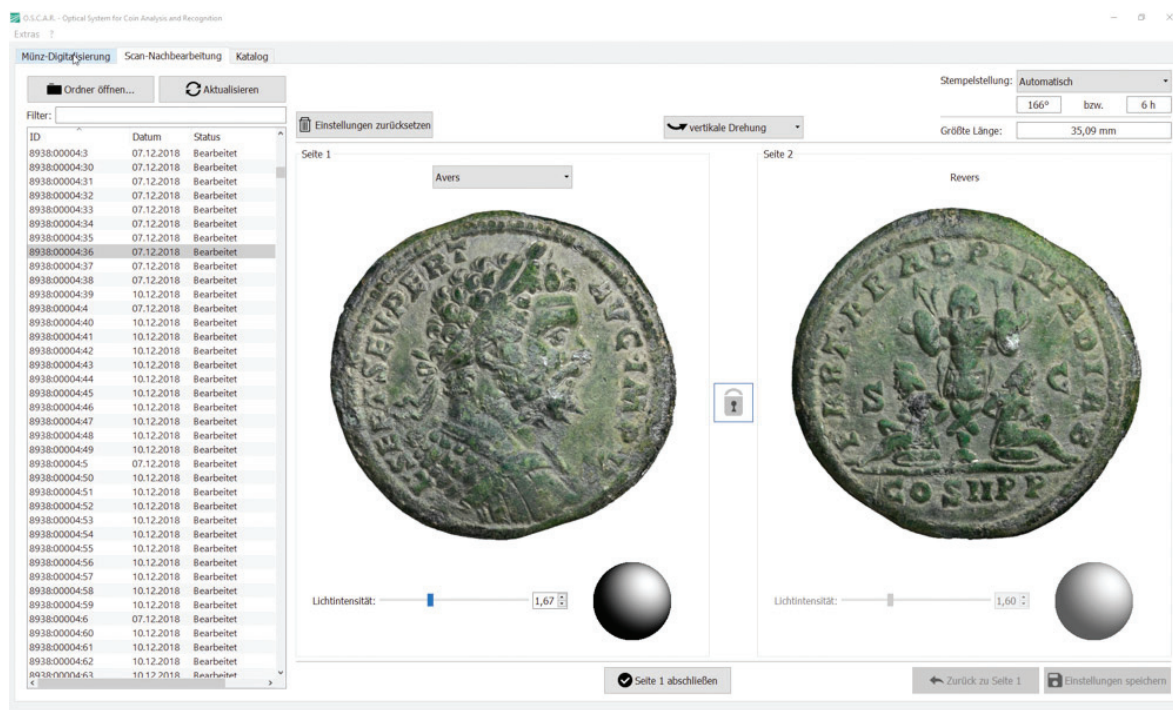 O.S.C.A.R. - Optical System for Coin Analysis and Recognition
Extras ?
Münz-Digitalisierung Scan-Nachbearbeitung Katalog
Ordner öffnen... Aktualisieren
Filter:
ID Datum Status
8938:00004:3 07.12.2018 Bearbeitet
8938:00004:30 07.12.2018 Bearbeitet
8938:00004:31 07.12.2018 Bearbeitet
8938:00004:32 07.12.2018 Bearbeitet
8938:00004:33 07.12.2018 Bearbeitet
8938:00004:34 07.12.2018 Bearbeitet
8938:00004:35 07.12.2018 Bearbeitet
8938:00004:36 07.12.2018 Bearbeitet
8938:00004:37 07.12.2018 Bearbeitet
8938:00004:38 07.12.2018 Bearbeitet
8938:00004:39 10.12.2018 Bearbeitet
8938:00004:4 07.12.2018 Bearbeitet
8938:00004:40 10.12.2018 Bearbeitet
8938:00004:41 10.12.2018 Bearbeitet
8938:00004:42 10.12.2018 Bearbeitet
8938:00004:43 10.12.2018 Bearbeitet
8938:00004:44 10.12.2018 Bearbeitet
8938:00004:45 10.12.2018 Bearbeitet
8938:00004:46 10.12.2018 Bearbeitet
8938:00004:47 10.12.2018 Bearbeitet
8938:00004:48 10.12.2018 Bearbeitet
8938:00004:49 10.12.2018 Bearbeitet
8938:00004:5 07.12.2018 Bearbeitet
8938:00004:50 10.12.2018 Bearbeitet
8938:00004:51 10.12.2018 Bearbeitet
8938:00004:52 10.12.2018 Bearbeitet
8938:00004:53 10.12.2018 Bearbeitet
8938:00004:54 10.12.2018 Bearbeitet
8938:00004:55 10.12.2018 Bearbeitet
8938:00004:56 10.12.2018 Bearbeitet
8938:00004:57 10.12.2018 Bearbeitet
8938:00004:58 10.12.2018 Bearbeitet
8938:00004:59 10.12.2018 Bearbeitet
8938:00004:6 07.12.2018 Bearbeitet
8938:00004:60 10.12.2018 Bearbeitet
8938:00004:61 10.12.2018 Bearbeitet
8938:00004:62 10.12.2018 Bearbeitet
8938:00004:63 10.12.2018 Bearbeitet
Stempelstellung: Automatisch
166° bzw. 6 h
Größte Länge: 35,09 mm
Einstellungen zurücksetzen
vertikale Drehung
Seite 1
Avers
L SEPT SEV PERT AVG IMP
Lichtintensität: 1,67
Seite 2
Revers
S C
COS II P P
Lichtintensität: 1,60
Seite 1 abschließen
Zurück zu Seite 1
Einstellungen speichern